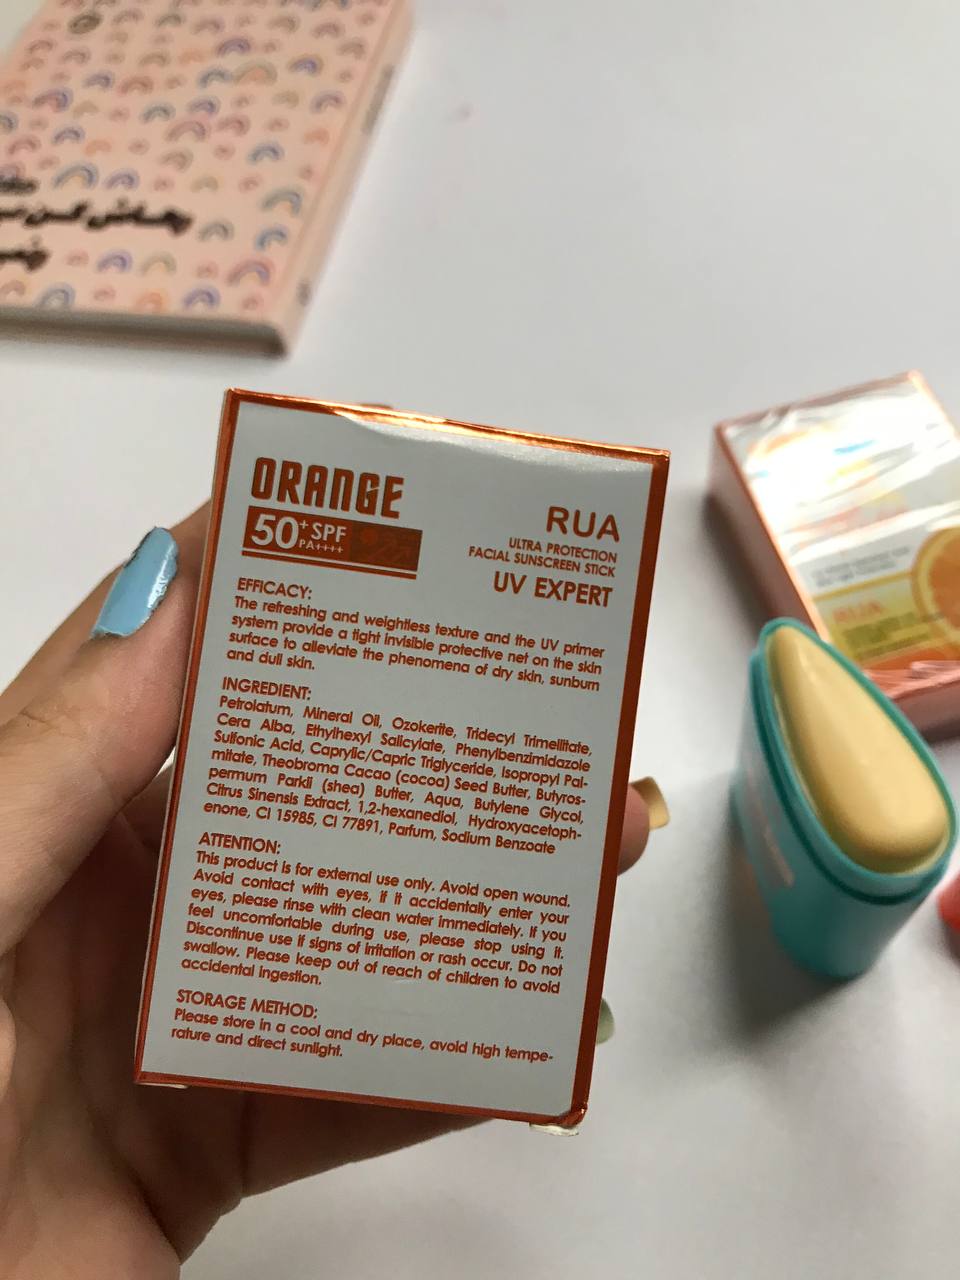 ORANGE
50+ SPF
PA++++
RUA
ULTRA PROTECTION
FACIAL SUNSCREEN STICK
UV EXPERT
EFFICACY:
The refreshing and weightless texture and the UV primer
system provide a tight invisible protective net on the skin
surface to alleviate the phenomena of dry skin, sunburn
and dull skin.
INGREDIENT:
Petrolatum, Mineral Oil, Ozokerite, Tridecyl Trimellitate,
Cera Alba, Ethylhexyl Salicylate, Phenylbenzimidazole
Sulfonic Acid, Caprylic/Capric Triglyceride, Isopropyl Pal-
mitate, Theobroma Cacao (cocoa) Seed Butter, Butyros-
permum Parkii (shea) Butter, Aqua, Butylene Glycol,
Citrus Sinensis Extract, 1,2-hexanediol, Hydroxyacetoph-
enone, CI 15985, CI 77891, Parfum, Sodium Benzoate
ATTENTION:
This product is for external use only. Avoid open wound.
Avoid contact with eyes, if it accidentally enter your
eyes, please rinse with clean water immediately. If you
feel uncomfortable during use, please stop using it.
Discontinue use if signs of irritation or rash occur. Do not
swallow. Please keep out of reach of children to avoid
accidental ingestion.
STORAGE METHOD:
Please store in a cool and dry place, avoid high tempe-
rature and direct sunlight.
RUA